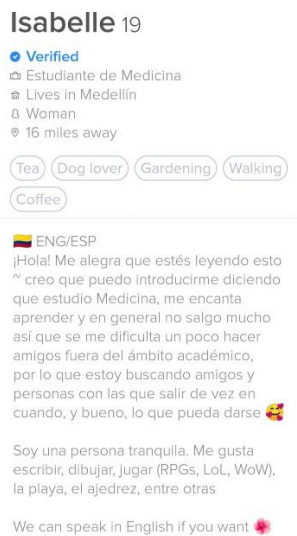 Isabelle 19
Verified
Estudiante de Medicina
Lives in Medellín
Woman
16 miles away
Tea Dog lover Gardening Walking
Coffee
🇨🇴 ENG/ESP
¡Hola! Me alegra que estés leyendo esto
~ creo que puedo introducirme diciendo
que estudio Medicina, me encanta
aprender y en general no salgo mucho
así que se me dificulta un poco hacer
amigos fuera del ámbito académico,
por lo que estoy buscando amigos y
personas con las que salir de vez en
cuando, y bueno, lo que pueda darse 🥰
Soy una persona tranquila. Me gusta
escribir, dibujar, jugar (RPGs, LoL, WoW),
la playa, el ajedrez, entre otras
We can speak in English if you want 🌺